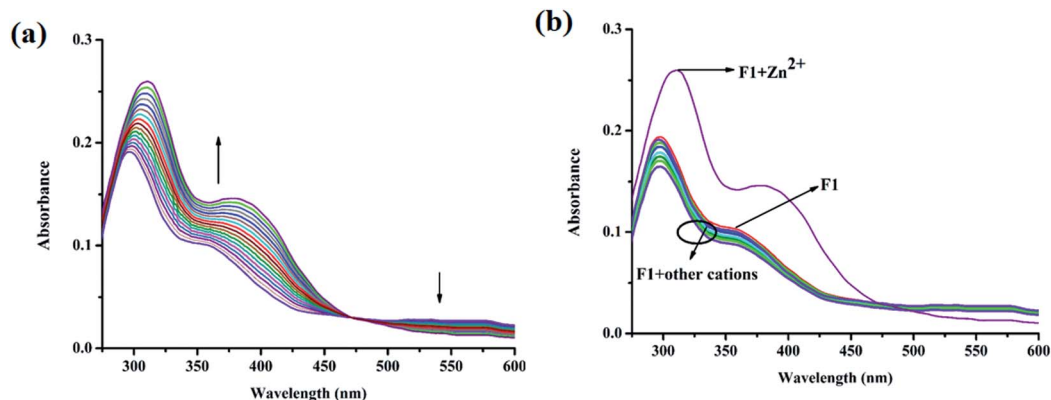 (a)
0.3
0.2
0.1
0.0
Absorbance
300 350 400 450 500 550 600
Wavelength (nm)
(b)
0.3
0.2
0.1
0.0
Absorbance
F1+Zn2+
F1
F1+other cations
300 350 400 450 500 550 600
Wavelength (nm)